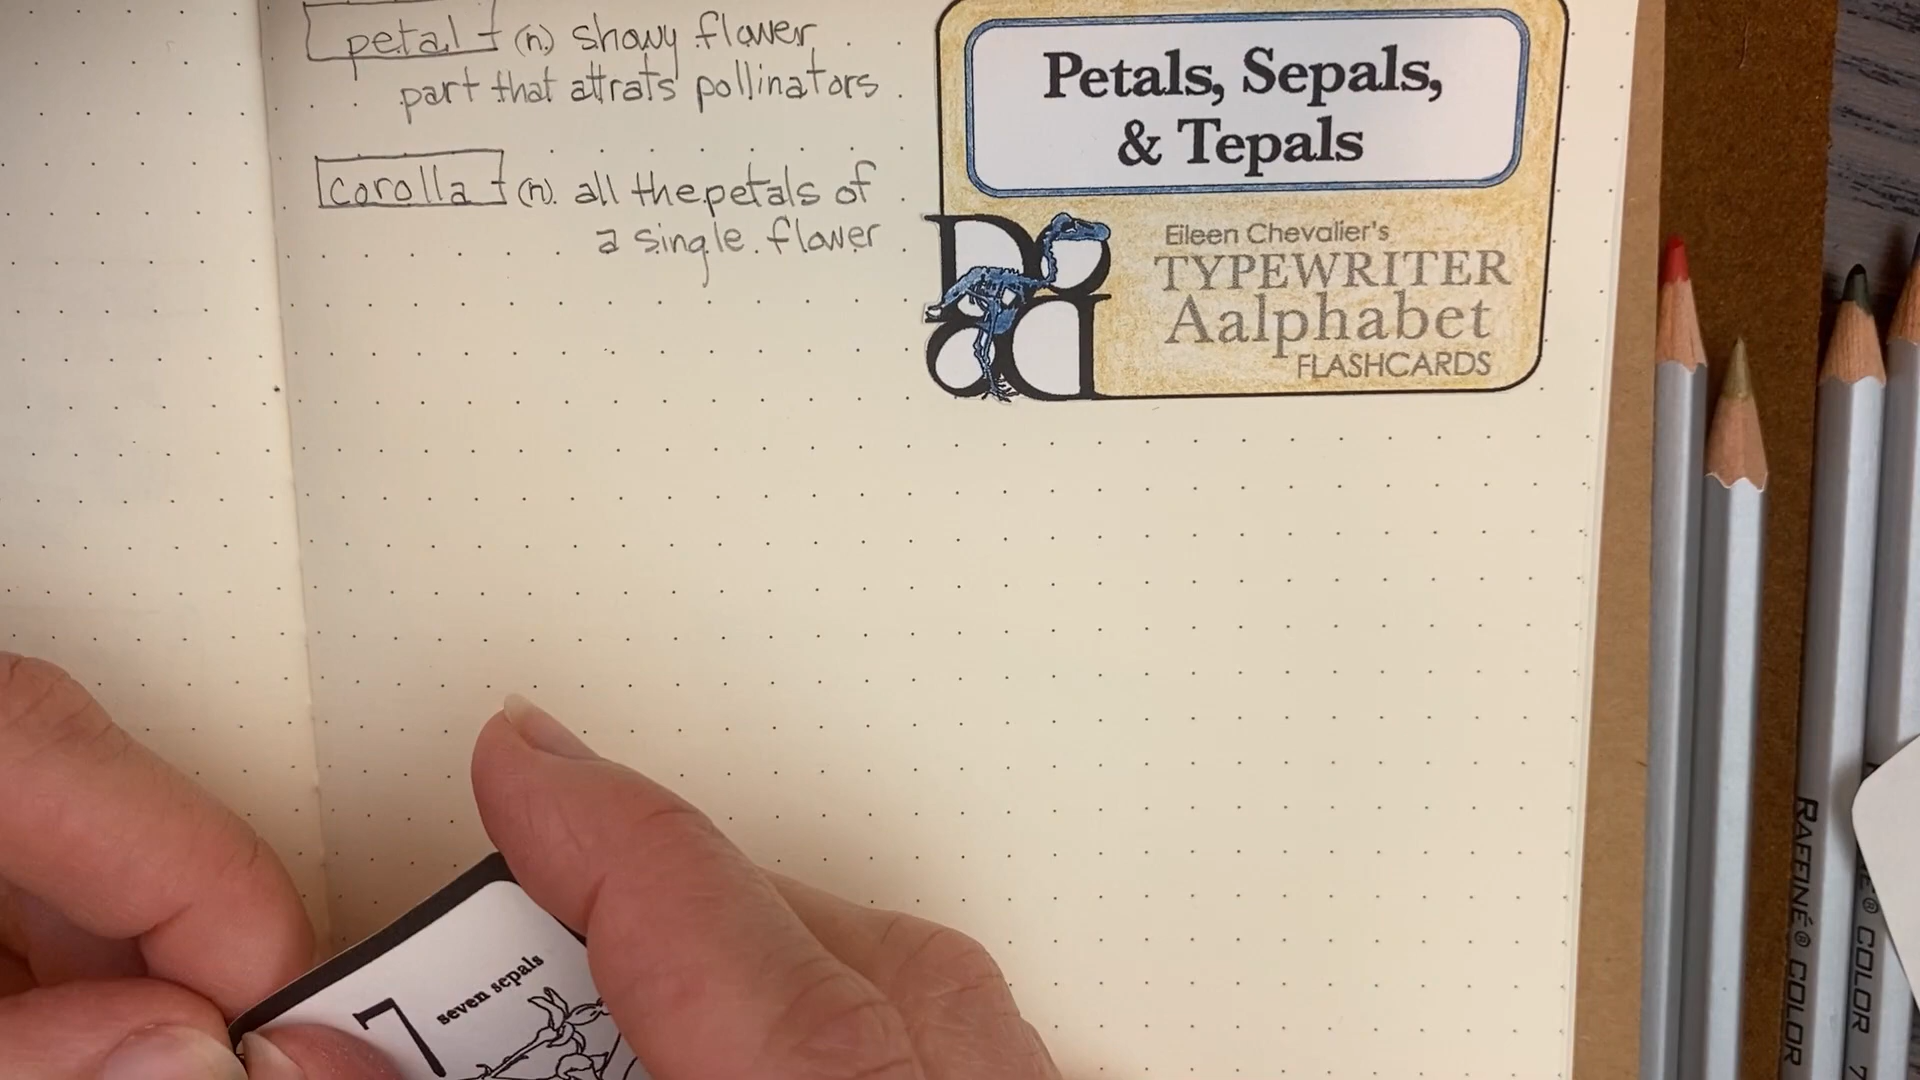 petal (n.) showy flower
part that attrats pollinators
corolla (n). all the petals of
a single flower
Petals, Sepals,
& Tepals
Eileen Chevalier's
TYPEWRITER
Aalphabet
FLASHCARDS
7 seven sepals
RAFFINÉ® COLOR
® COLOR 7